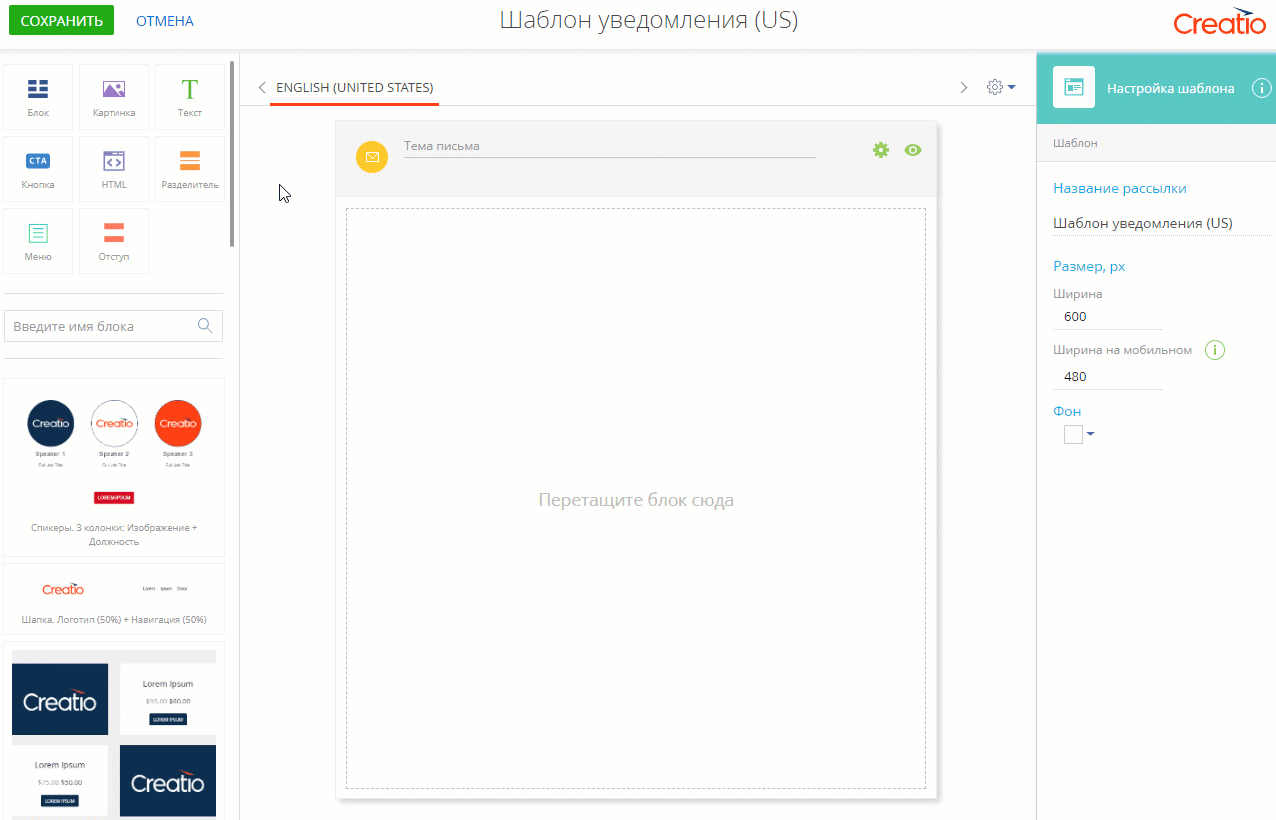 СОХРАНИТЬ
ОТМЕНА
Шаблон уведомления (US)
Creatio
Блок
Картинка
T
Текст
CTA
Кнопка
HTML
Разделитель
Меню
Отступ
Введите имя блока
Creatio
Creatio
Creatio
Speaker 1
Speaker 2
Speaker 3
Full Job Title
Full Job Title
Full Job Title
LOREM IPSUM
Спикеры. 3 колонки: Изображение +
Должность
Creatio
Lorem Ipsum Dolor
Шапка. Логотип (50%) + Навигация (50%)
Creatio
Lorem Ipsum
$95.00 $60.00
LOREM IPSUM
Lorem Ipsum
$75.00 $50.00
LOREM IPSUM
Creatio
ENGLISH (UNITED STATES)
Тема письма
Перетащите блок сюда
Настройка шаблона
i
Шаблон
Название рассылки
Шаблон уведомления (US)
Размер, px
Ширина
600
Ширина на мобильном
i
480
Фон